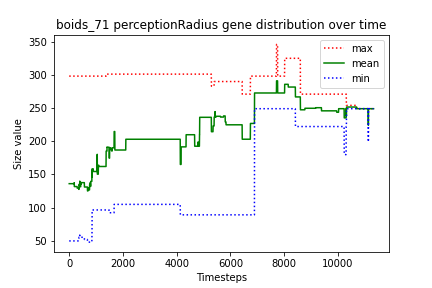 boids_71 perceptionRadius gene distribution over time
350
300
250
200
150
100
50
Size value
max
mean
min
0
2000
4000
6000
8000
10000
Timesteps